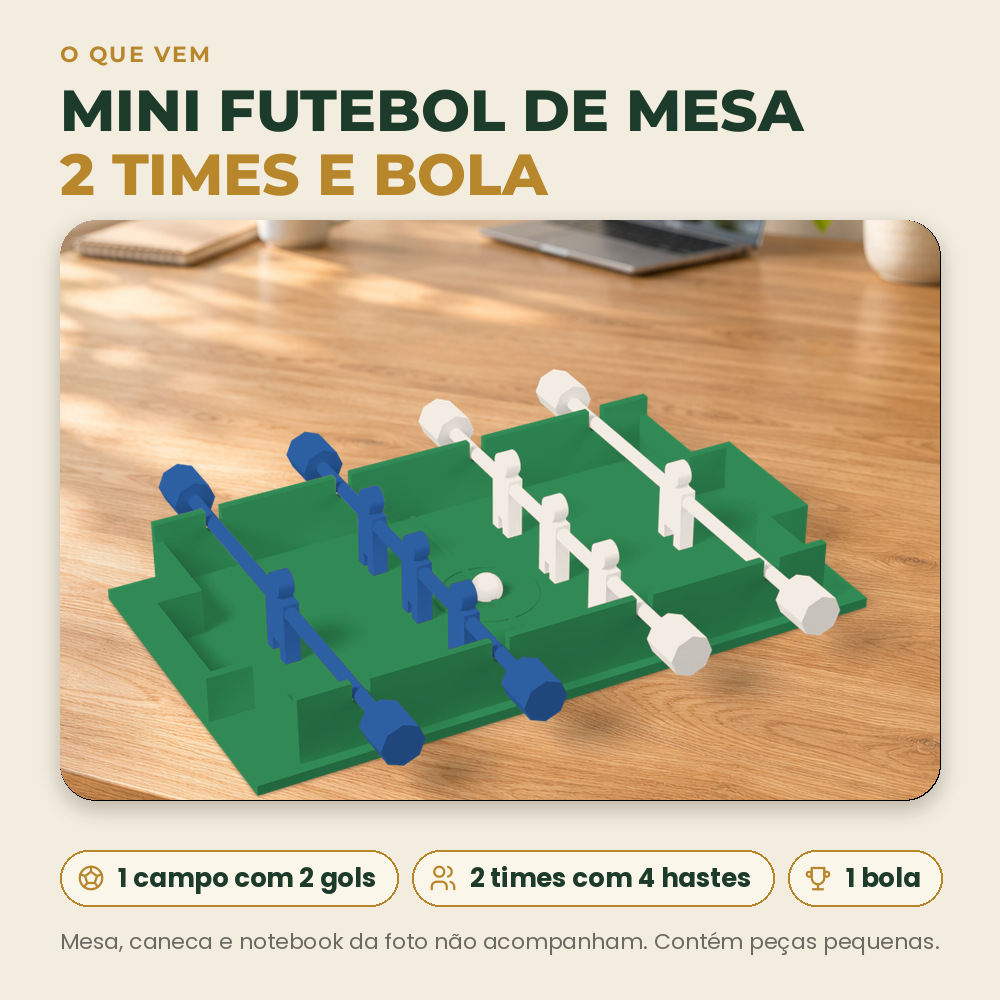 O QUE VEM
MINI FUTEBOL DE MESA
2 TIMES E BOLA
1 campo com 2 gols
2 times com 4 hastes
1 bola
Mesa, caneca e notebook da foto não acompanham. Contém peças pequenas.